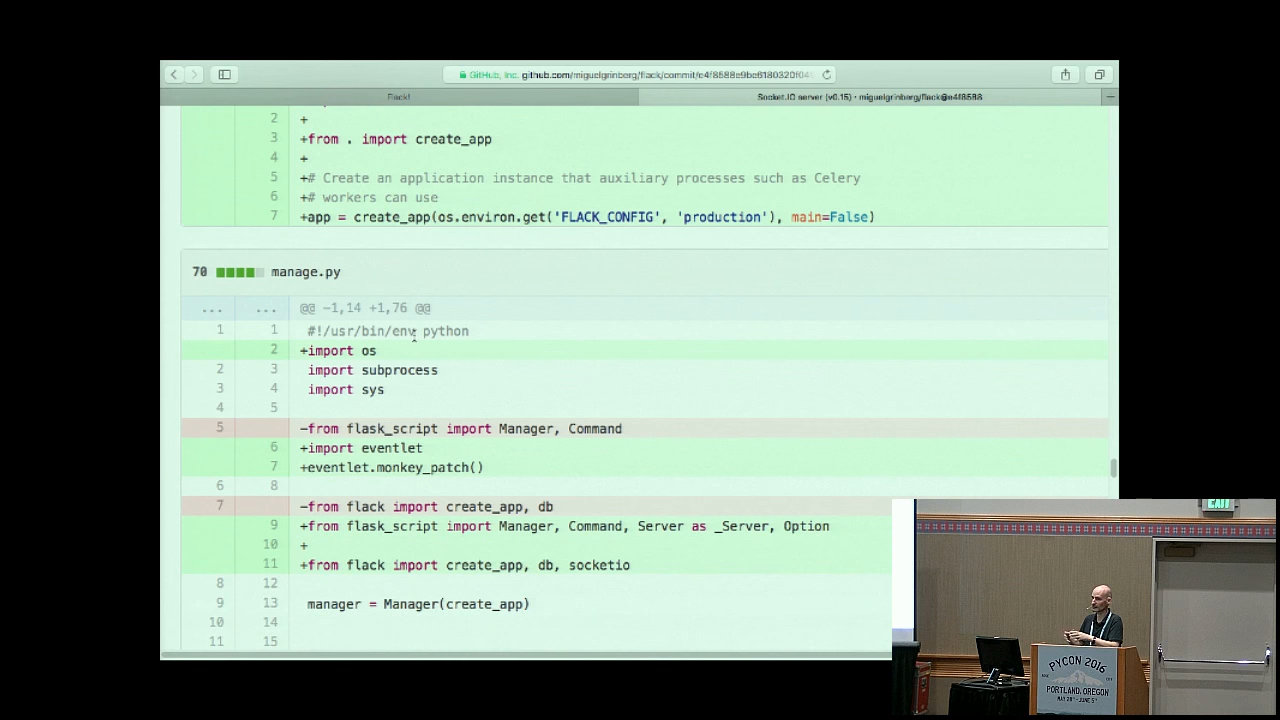 GitHub, Inc. github.com/miguelgrinberg/flack/commit/e4f8588e9be6180320f04
Flack!
Socket.IO server (v0.15) · miguelgrinberg/flack@e4f8588
2 +
3 +from . import create_app
4 +
5 +# Create an application instance that auxiliary processes such as Celery
6 +# workers can use
7 +app = create_app(os.environ.get('FLACK_CONFIG', 'production'), main=False)
70 manage.py
... ... @@ -1,14 +1,76 @@
1 1 #!/usr/bin/env python
2 +import os
2 3 import subprocess
3 4 import sys
4 5
5 -from flask_script import Manager, Command
6 +import eventlet
7 +eventlet.monkey_patch()
6 8
7 -from flack import create_app, db
9 +from flask_script import Manager, Command, Server as _Server, Option
10 +
11 +from flack import create_app, db, socketio
8 12
9 13 manager = Manager(create_app)
10 14
11 15
EXIT
PYCON 2016
PORTLAND, OREGON
MAY 28TH - JUNE 5TH